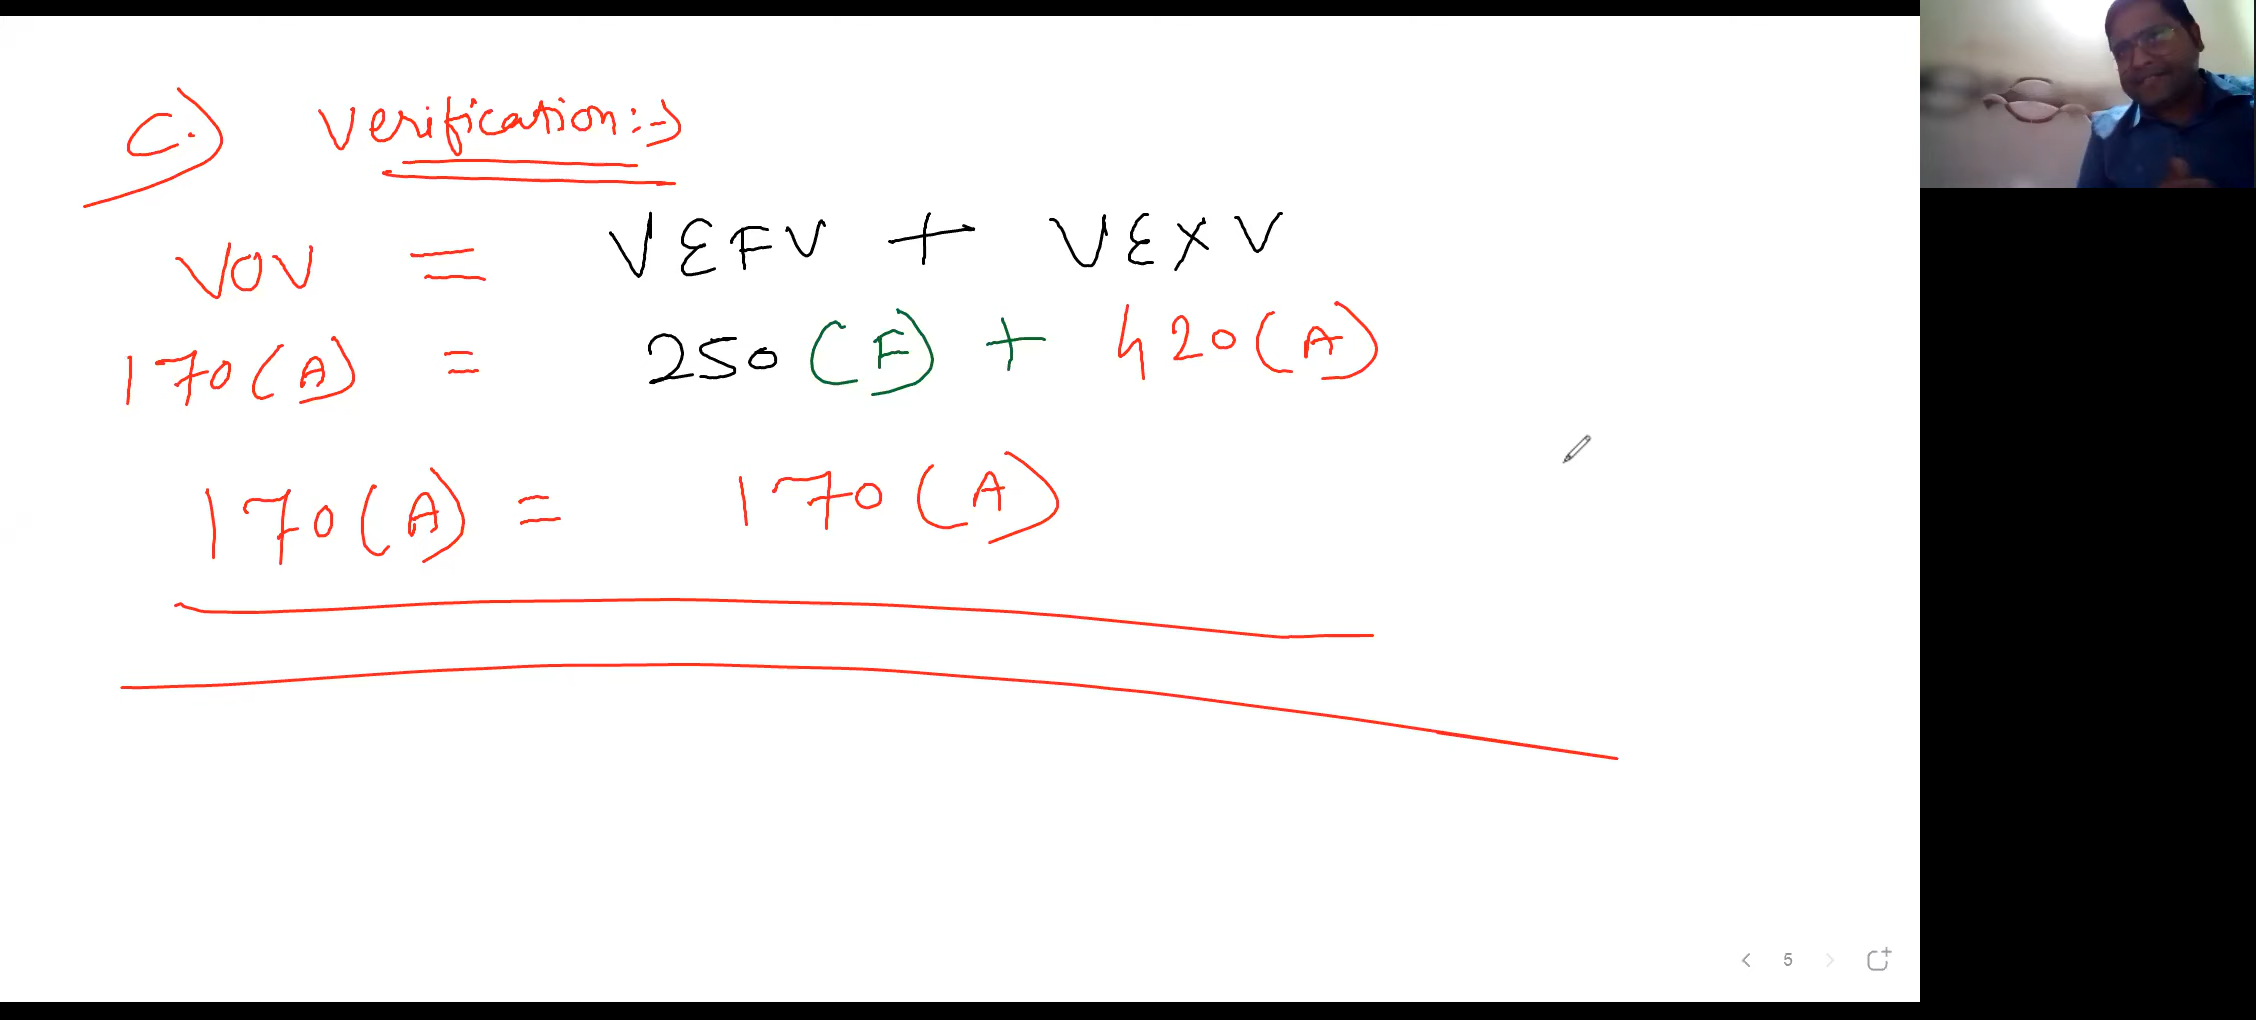 C.) Verification:→
VOV = VEFV + VEXV
170(A) = 250(F) + 420(A)
170(A) = 170(A)
5